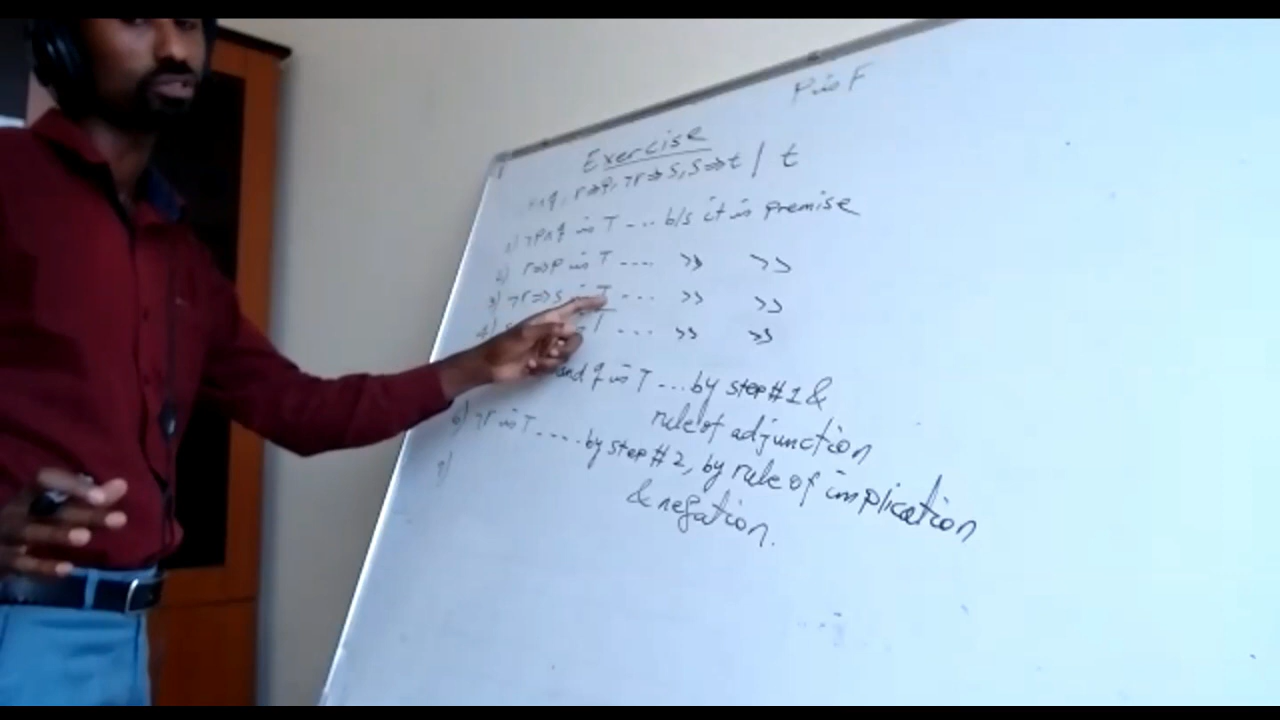 P is F
Exercise
¬p∧q, r⇒p, ¬r⇒s, s⇒t / t
1) ¬p∧q is T ... b/s it is premise
2) r⇒p is T .... >> >>
3) ¬r⇒s is T ... >> >>
4) T ... >> >>
and q is T ... by step #1 &
rule of adjunction
6) ¬r is T ..... by step #2, by rule of implication
& negation.
7)